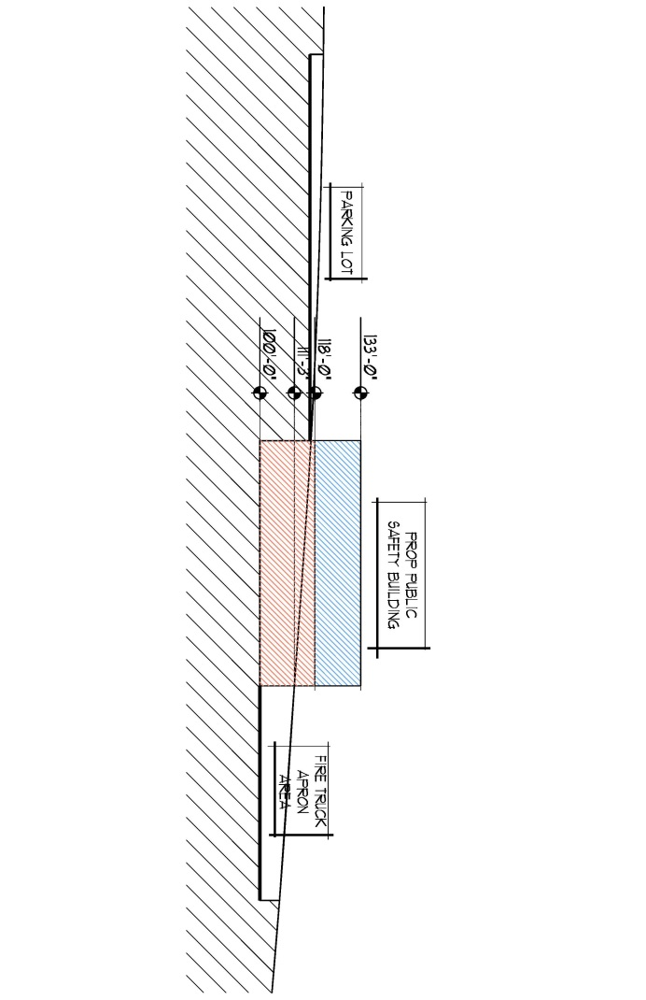 PARKING LOT
133'-0"
118'-0"
111'-3"
100'-0"
PROP PUBLIC
SAFETY BUILDING
FIRE TRUCK
APRON
AREA